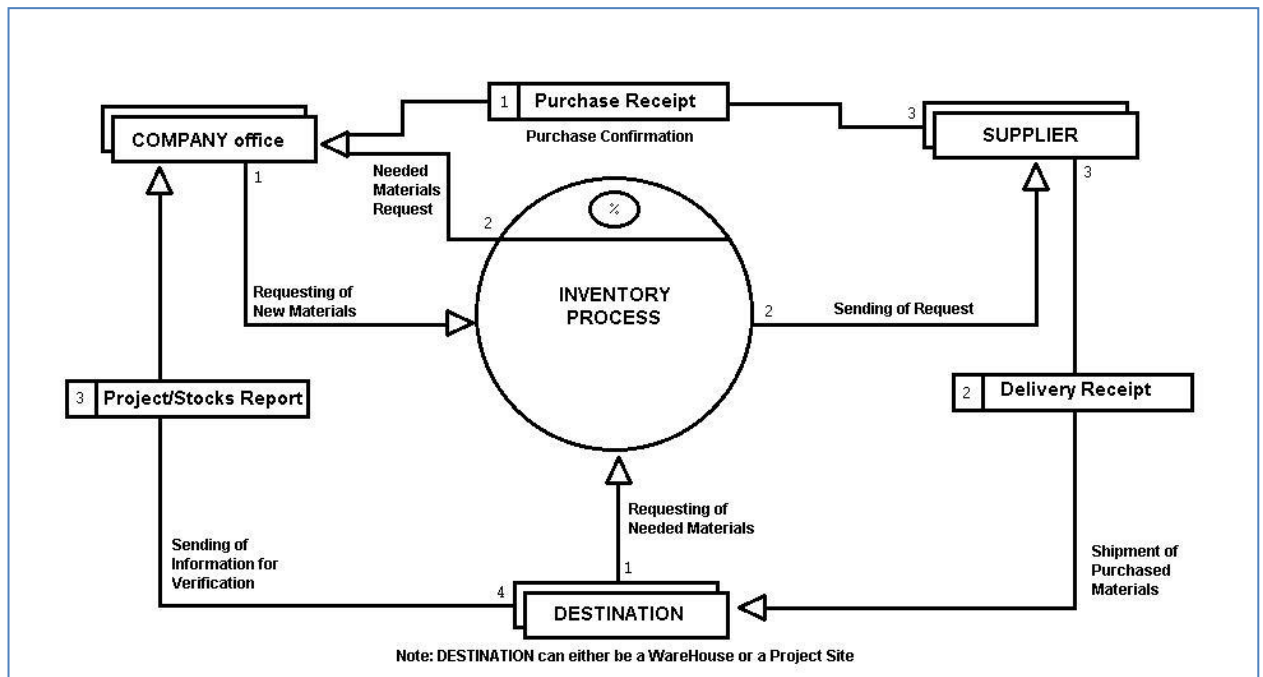 1 Purchase Receipt
Purchase Confirmation
COMPANY office
3
SUPPLIER
1
Needed
Materials
Request
3
%
2
INVENTORY
PROCESS
Requesting of
New Materials
2
Sending of Request
3 Project/Stocks Report
2 Delivery Receipt
Requesting of
Needed Materials
Sending of
Information for
Verification
Shipment of
Purchased
Materials
1
4
DESTINATION
Note: DESTINATION can either be a WareHouse or a Project Site